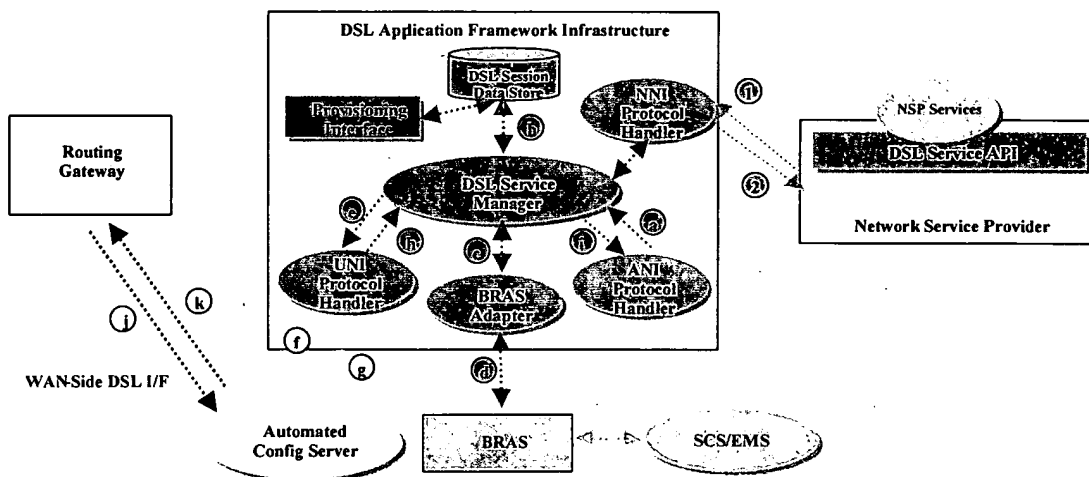 DSL Application Framework Infrastructure
DSL Session
Data Store
Provisioning
Interface
b
NNI
Protocol
Handler
1
2
NSP Services
DSL Service API
Network Service Provider
Routing
Gateway
DSL Service
Manager
e
h
c
i
a
UNI
Protocol
Handler
BRAS
Adapter
ANI
Protocol
Handler
k
j
f
g
d
WAN-Side DSL I/F
Automated
Config Server
BRAS
SCS/EMS